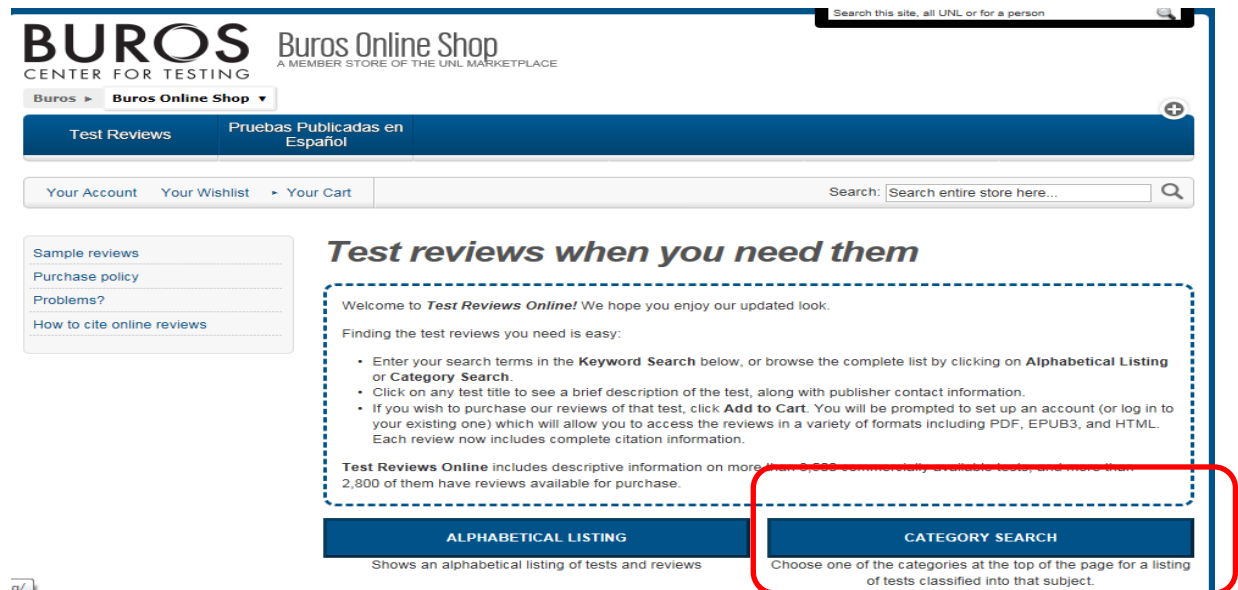 Search this site, all UNL or for a person
BUROS
CENTER FOR TESTING
Buros Online Shop
A MEMBER STORE OF THE UNL MARKETPLACE
Buros ► Buros Online Shop ▼
Test Reviews
Pruebas Publicadas en
Español
Your Account Your Wishlist ► Your Cart
Search: Search entire store here...
Sample reviews
Purchase policy
Problems?
How to cite online reviews
Test reviews when you need them
Welcome to Test Reviews Online! We hope you enjoy our updated look.
Finding the test reviews you need is easy:
• Enter your search terms in the Keyword Search below, or browse the complete list by clicking on Alphabetical Listing
or Category Search.
• Click on any test title to see a brief description of the test, along with publisher contact information.
• If you wish to purchase our reviews of that test, click Add to Cart. You will be prompted to set up an account (or log in to
your existing one) which will allow you to access the reviews in a variety of formats including PDF, EPUB3, and HTML.
Each review now includes complete citation information.
Test Reviews Online includes descriptive information on more than commercially available tests, and more than
2,800 of them have reviews available for purchase.
ALPHABETICAL LISTING
Shows an alphabetical listing of tests and reviews
CATEGORY SEARCH
Choose one of the categories at the top of the page for a listing
of tests classified into that subject.